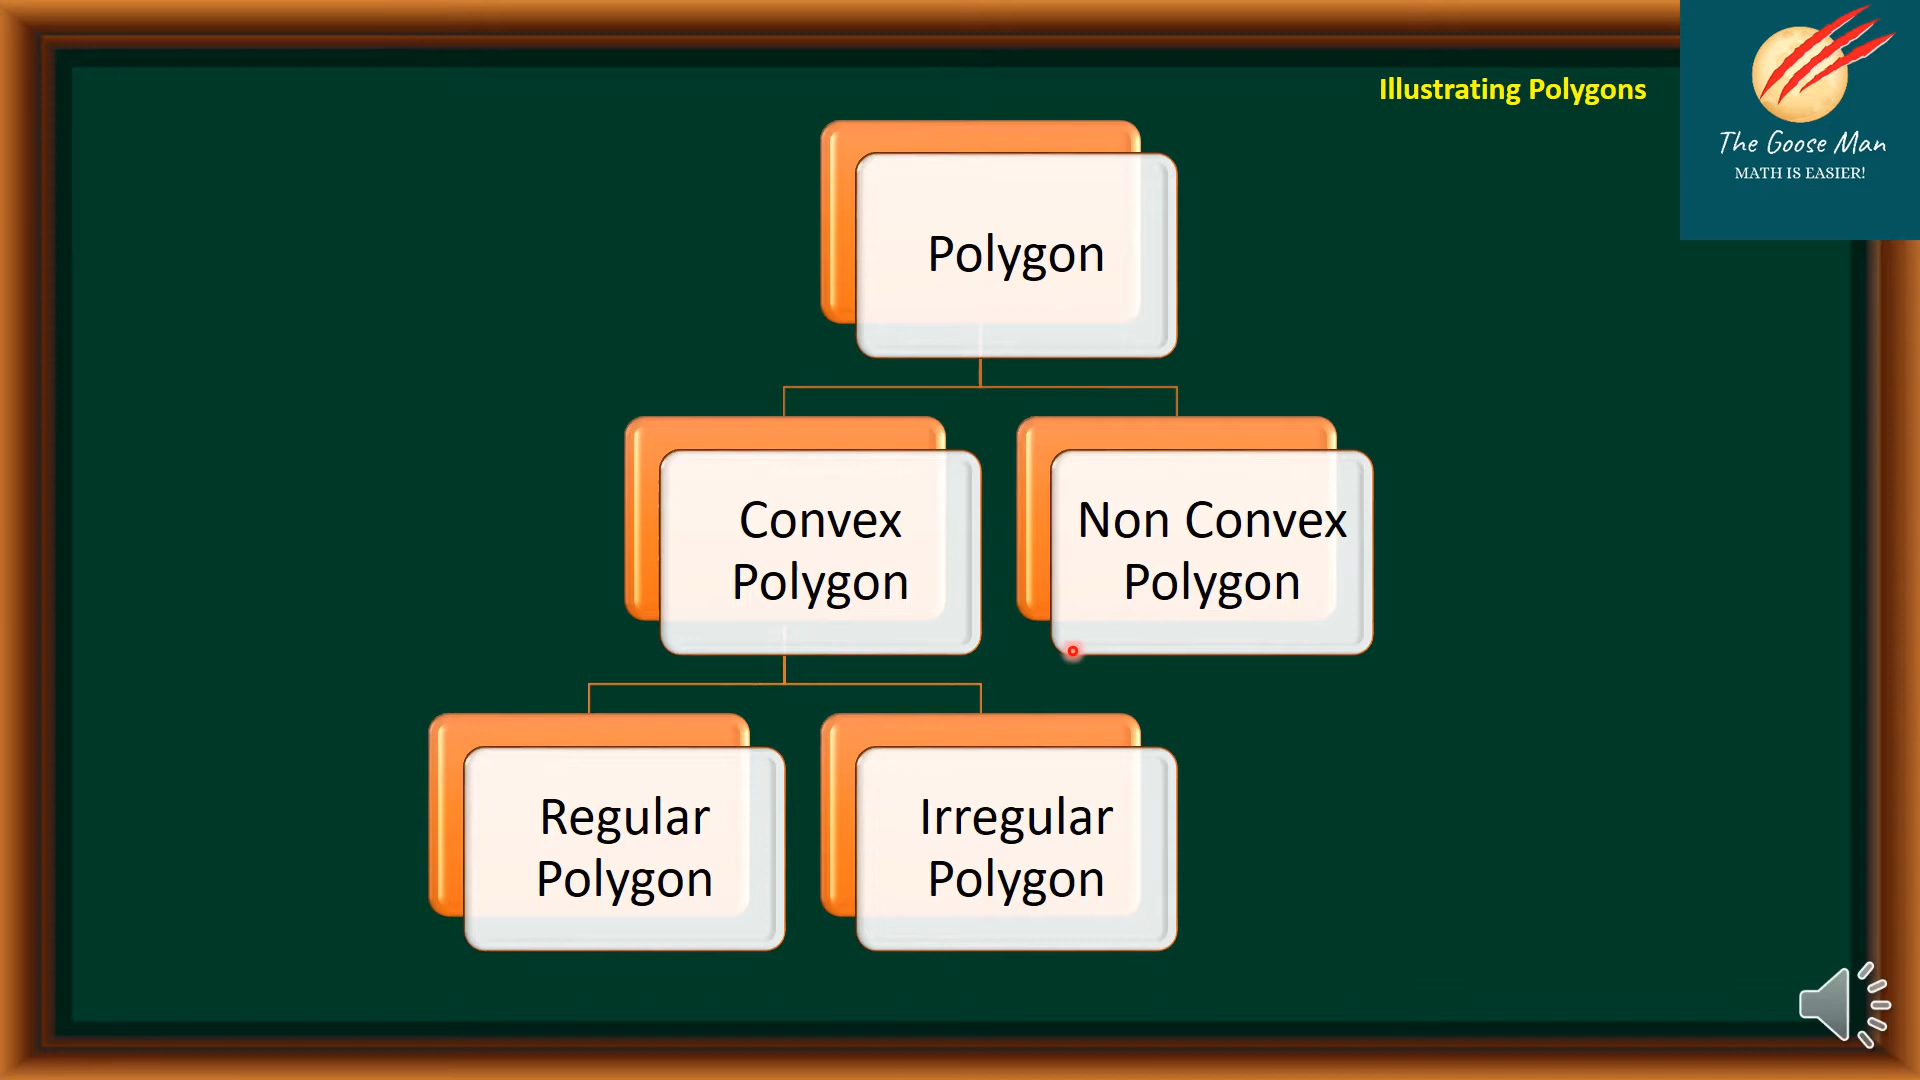 Illustrating Polygons
The Goose Man
MATH IS EASIER!
Polygon
Convex
Polygon
Non Convex
Polygon
Regular
Polygon
Irregular
Polygon